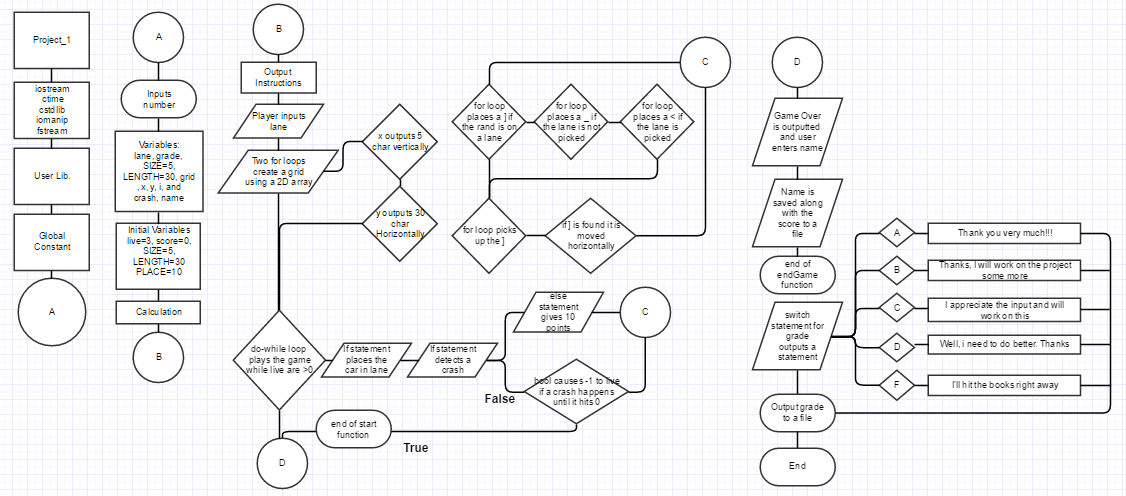 Project_1
iostream
ctime
cstdlib
iomanip
fstream
User Lib.
Global
Constant
A
A
Inputs
number
Variables:
lane, grade,
SIZE=5,
LENGTH=30, grid
, x, y, i, and
crash, name
Initial Variables
live=3, score=0,
SIZE=5,
LENGTH=30
PLACE=10
Calculation
B
B
Output
Instructions
Player inputs
lane
Two for loops
create a grid
using a 2D array
x outputs 5
char vertically
y outputs 30
char
Horizontally
do-while loop
plays the game
while live are >0
If statement
places the
car in lane
If statement
detects a
crash
else
statement
gives 10
points
C
bool causes -1 to live
if a crash happens
until it hits 0
False
True
end of start
function
D
C
for loop
places a ] if
the rand is on
a lane
for loop
places a _ if
the lane is not
picked
for loop
places a < if
the lane is
picked
for loop picks
up the ]
if ] is found it is
moved
horizontally
D
Game Over
is outputted
and user
enters name
Name is
saved along
with the
score to a
file
end of
endGame
function
switch
statement for
grade
outputs a
statement
A
Thank you very much!!!
B
Thanks, I will work on the project
some more
C
I appreciate the input and will
work on this
D
Well, i need to do better. Thanks
F
I'll hit the books right away
Output grade
to a file
End